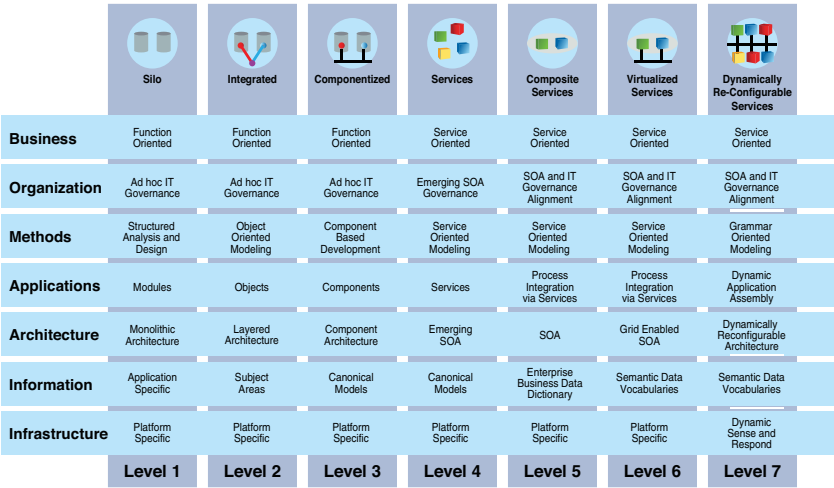 Silo
Integrated
Componentized
Services
Composite
Services
Virtualized
Services
Dynamically
Re-Configurable
Services
Business
Function
Oriented
Function
Oriented
Function
Oriented
Service
Oriented
Service
Oriented
Service
Oriented
Service
Oriented
Organization
Ad hoc IT
Governance
Ad hoc IT
Governance
Ad hoc IT
Governance
Emerging SOA
Governance
SOA and IT
Governance
Alignment
SOA and IT
Governance
Alignment
SOA and IT
Governance
Alignment
Methods
Structured
Analysis and
Design
Object
Oriented
Modeling
Component
Based
Development
Service
Oriented
Modeling
Service
Oriented
Modeling
Service
Oriented
Modeling
Grammar
Oriented
Modeling
Applications
Modules
Objects
Components
Services
Process
Integration
via Services
Process
Integration
via Services
Dynamic
Application
Assembly
Architecture
Monolithic
Architecture
Layered
Architecture
Component
Architecture
Emerging
SOA
SOA
Grid Enabled
SOA
Dynamically
Reconfigurable
Architecture
Information
Application
Specific
Subject
Areas
Canonical
Models
Canonical
Models
Enterprise
Business Data
Dictionary
Semantic Data
Vocabularies
Semantic Data
Vocabularies
Infrastructure
Platform
Specific
Platform
Specific
Platform
Specific
Platform
Specific
Platform
Specific
Platform
Specific
Dynamic
Sense and
Respond
Level 1
Level 2
Level 3
Level 4
Level 5
Level 6
Level 7